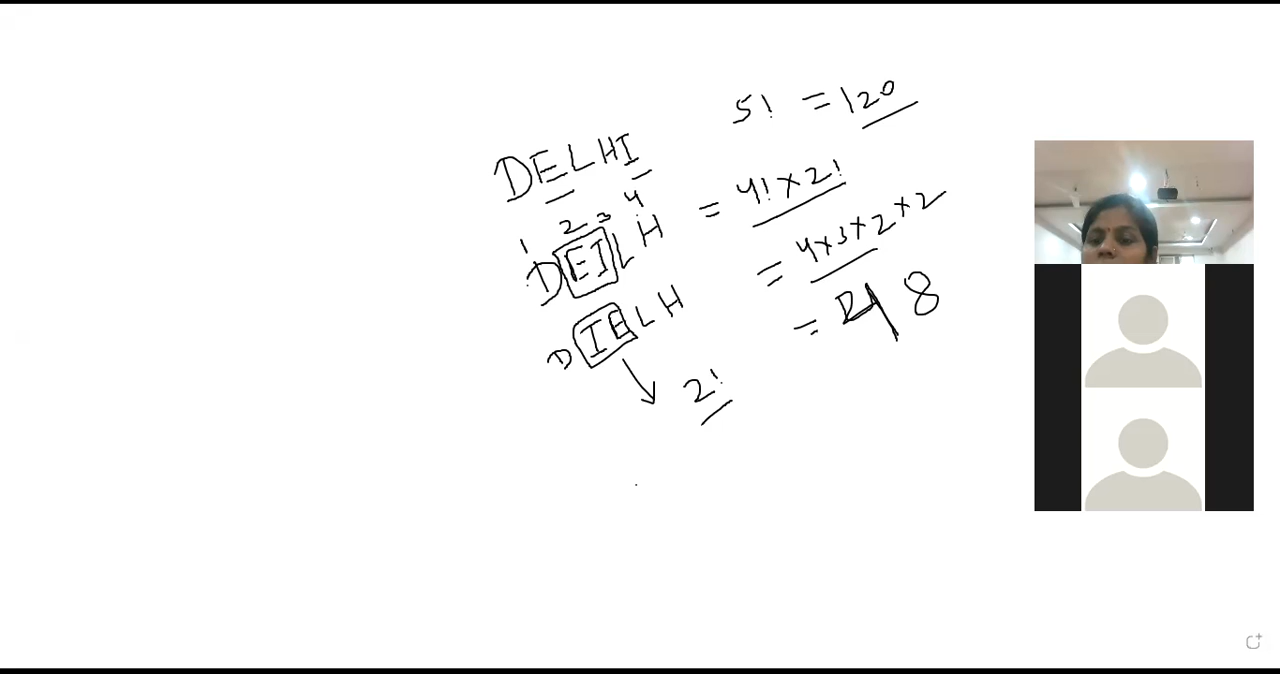 5! = 120
DELHI
= 4! × 2!
1 2 3 4
DEILH
= 4×3×2×2
DIELH
= 48
2!